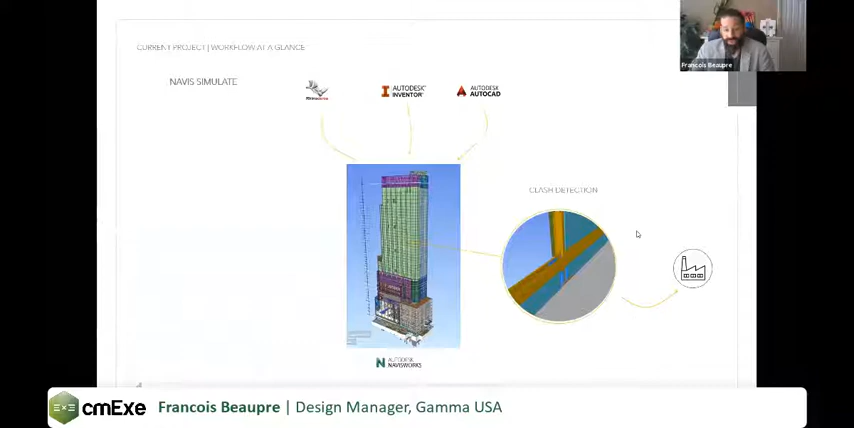 CURRENT PROJECT | WORKFLOW AT A GLANCE
Francois Beaupre
NAVIS SIMULATE
AUTODESK
INVENTOR
AUTODESK
AUTOCAD
CLASH DETECTION
AUTODESK
NAVISWORKS
EXE cmExe Francois Beaupre | Design Manager, Gamma USA